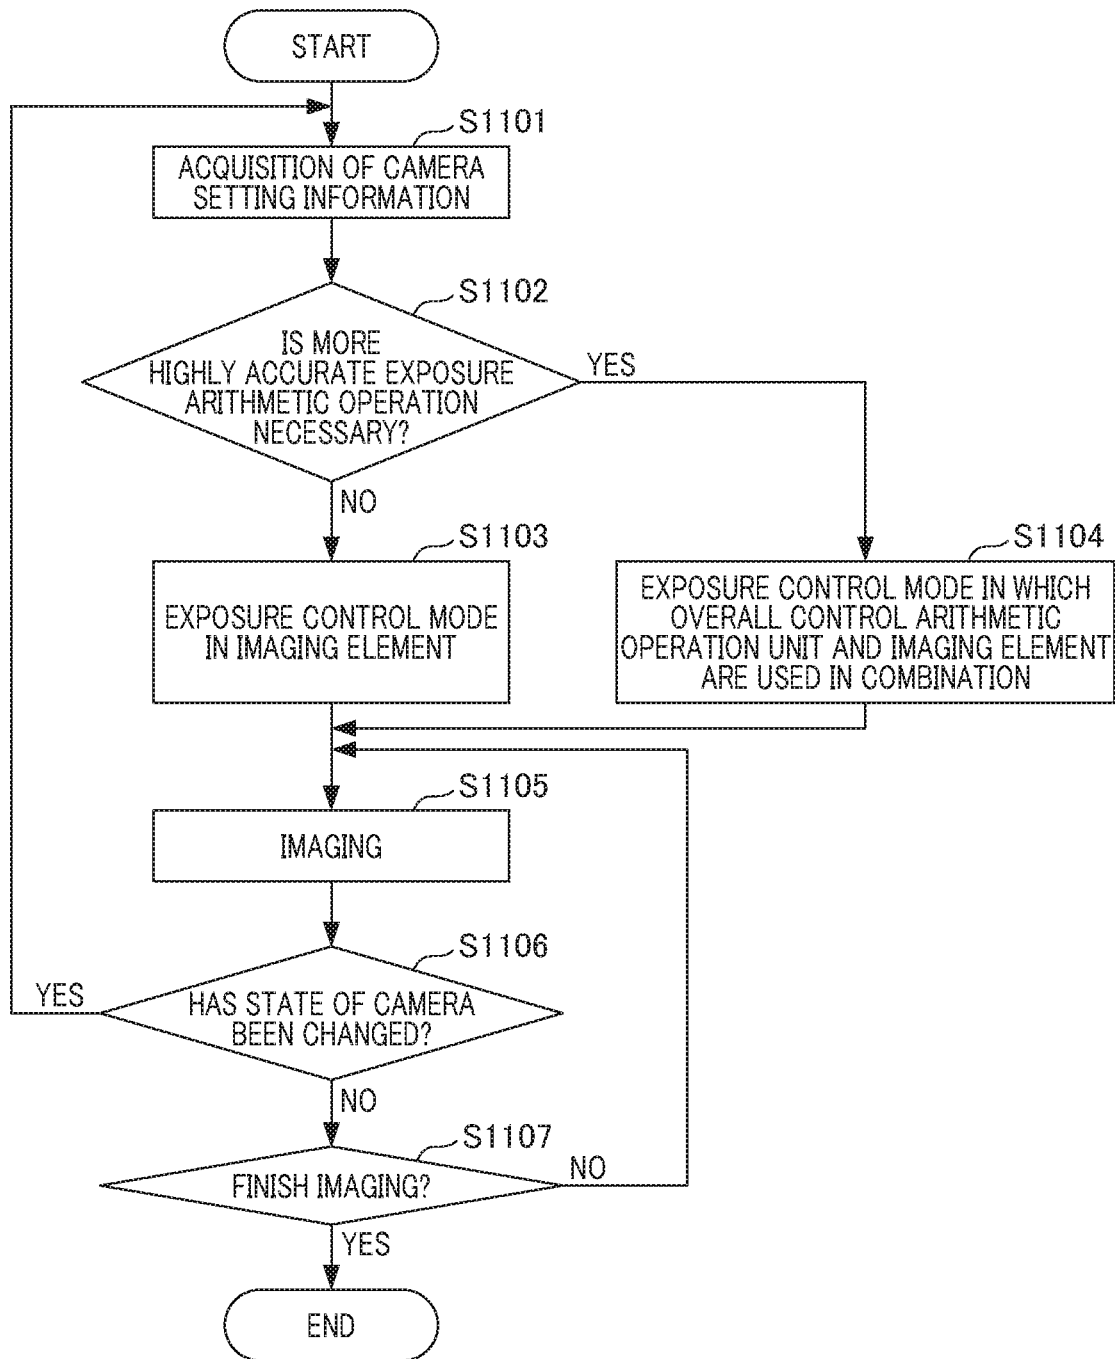 START
S1101
ACQUISITION OF CAMERA
SETTING INFORMATION
S1102
IS MORE
HIGHLY ACCURATE EXPOSURE
ARITHMETIC OPERATION
NECESSARY?
YES
NO
S1103
EXPOSURE CONTROL MODE
IN IMAGING ELEMENT
S1104
EXPOSURE CONTROL MODE IN WHICH
OVERALL CONTROL ARITHMETIC
OPERATION UNIT AND IMAGING ELEMENT
ARE USED IN COMBINATION
S1105
IMAGING
S1106
YES
HAS STATE OF CAMERA
BEEN CHANGED?
NO
S1107
FINISH IMAGING?
NO
YES
END